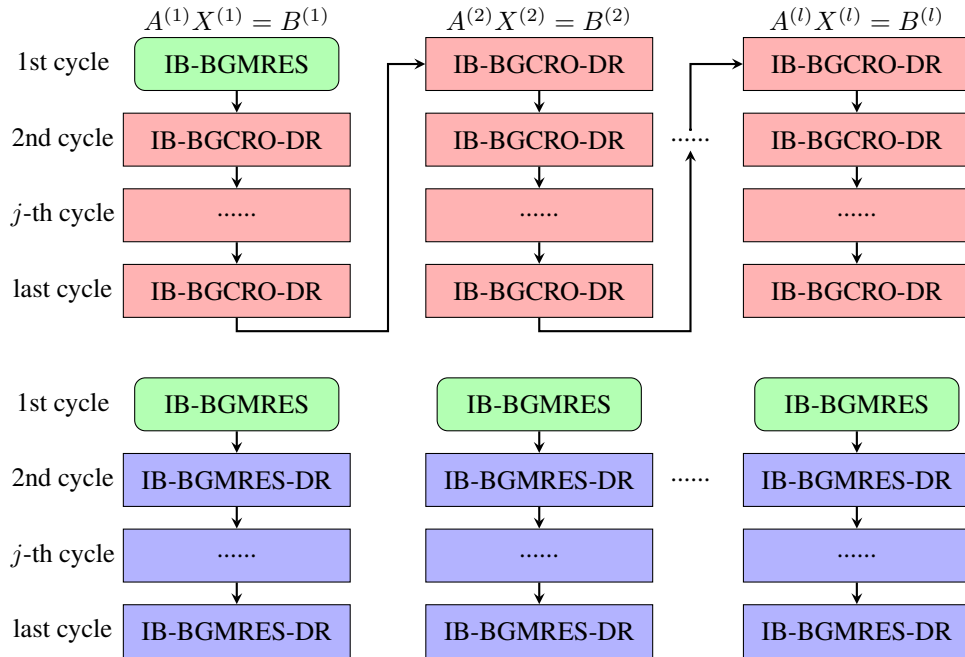 A^{(1)}X^{(1)} = B^{(1)} A^{(2)}X^{(2)} = B^{(2)} A^{(l)}X^{(l)} = B^{(l)}
1st cycle IB-BGMRES IB-BGCRO-DR IB-BGCRO-DR
2nd cycle IB-BGCRO-DR IB-BGCRO-DR ...... IB-BGCRO-DR
j-th cycle ...... ...... ......
last cycle IB-BGCRO-DR IB-BGCRO-DR IB-BGCRO-DR
1st cycle IB-BGMRES IB-BGMRES IB-BGMRES
2nd cycle IB-BGMRES-DR IB-BGMRES-DR ...... IB-BGMRES-DR
j-th cycle ...... ...... ......
last cycle IB-BGMRES-DR IB-BGMRES-DR IB-BGMRES-DR